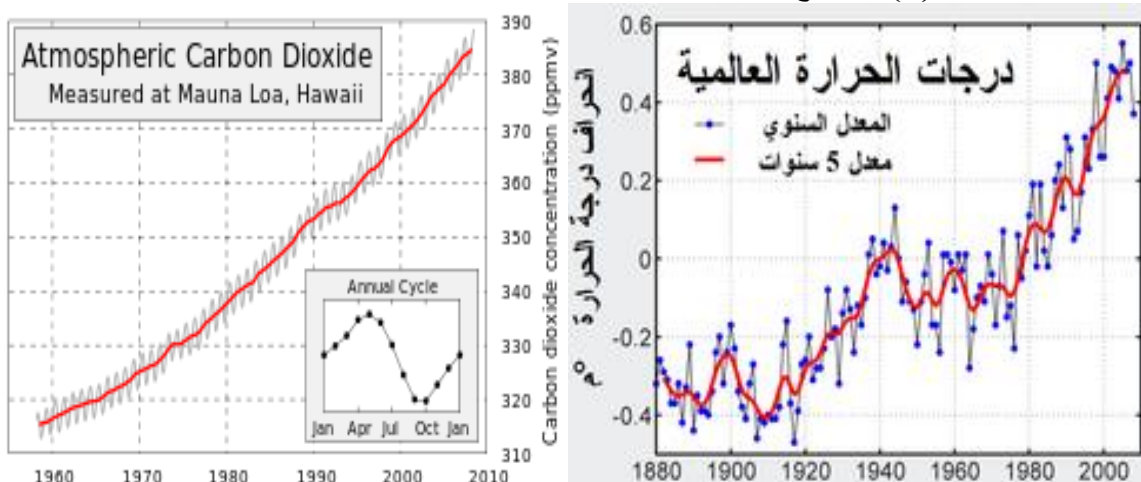 Atmospheric Carbon Dioxide
Measured at Mauna Loa, Hawaii
390
380
370
360
350
340
330
320
310
Carbon dioxide concentration (ppmv)
Annual Cycle
Jan Apr Jul Oct Jan
1960 1970 1980 1990 2000 2010
درجات الحرارة العالمية
المعدل السنوي
معدل 5 سنوات
انحراف درجة الحرارة °م
0.6
0.4
0.2
0
-0.2
-0.4
1880 1900 1920 1940 1960 1980 2000